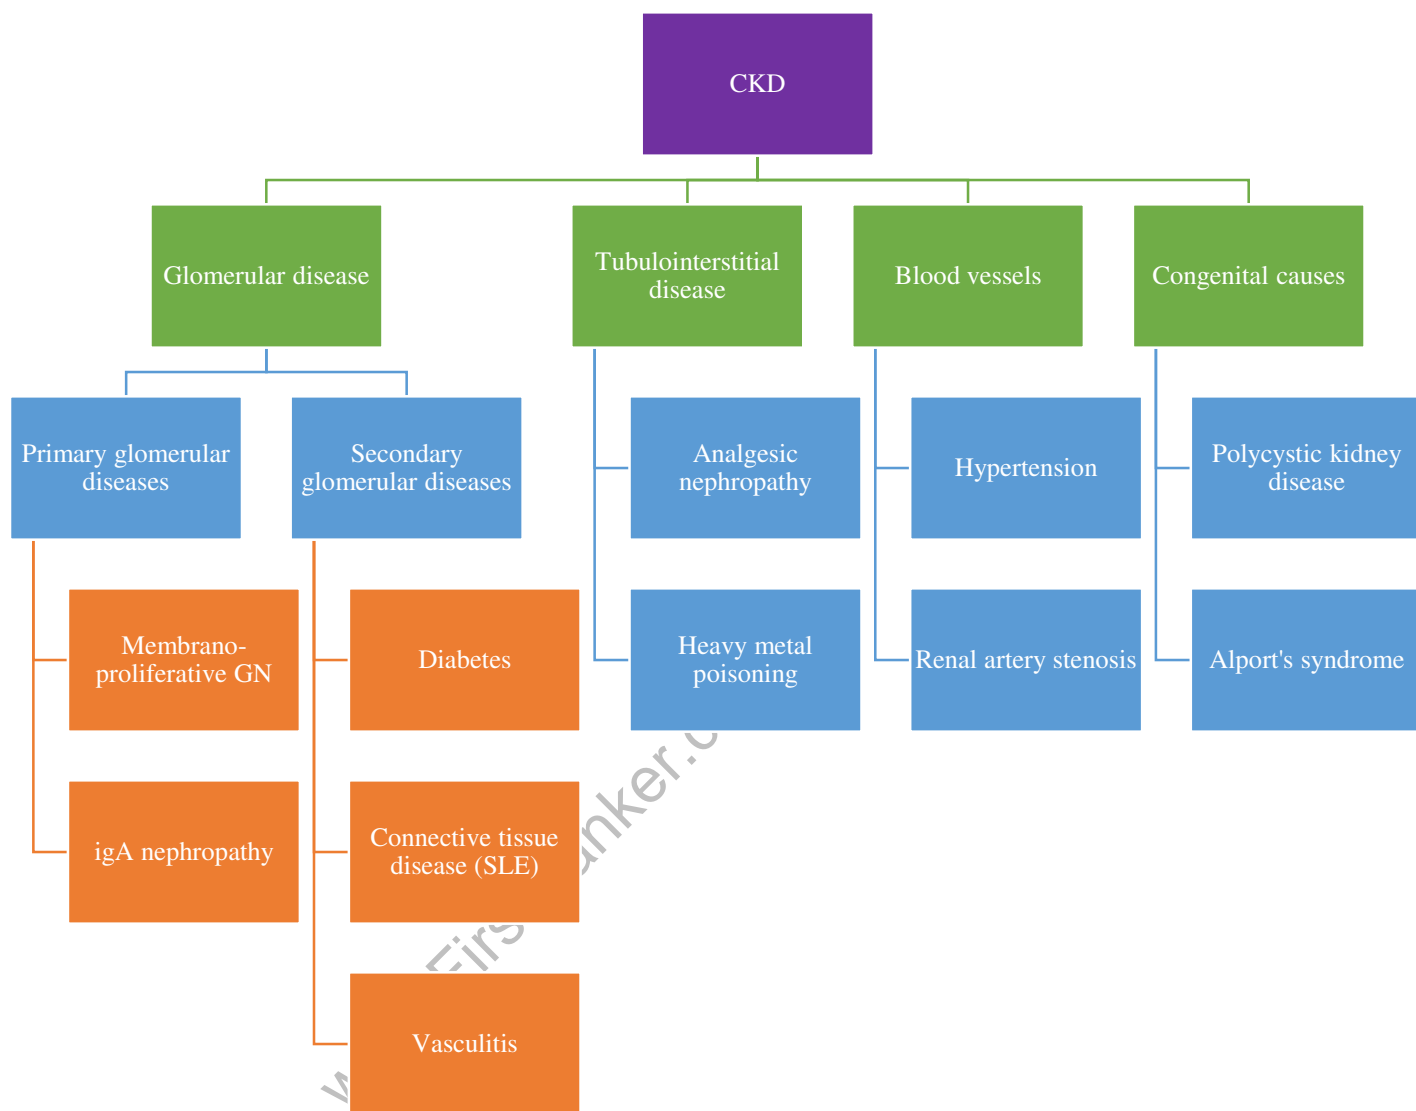 CKD
Glomerular disease
Tubulointerstitial
disease
Blood vessels
Congenital causes
Primary glomerular
diseases
Secondary
glomerular diseases
Analgesic
nephropathy
Hypertension
Polycystic kidney
disease
Membrano-
proliferative GN
Diabetes
Heavy metal
poisoning
Renal artery stenosis
Alport's syndrome
igA nephropathy
Connective tissue
disease (SLE)
Vasculitis